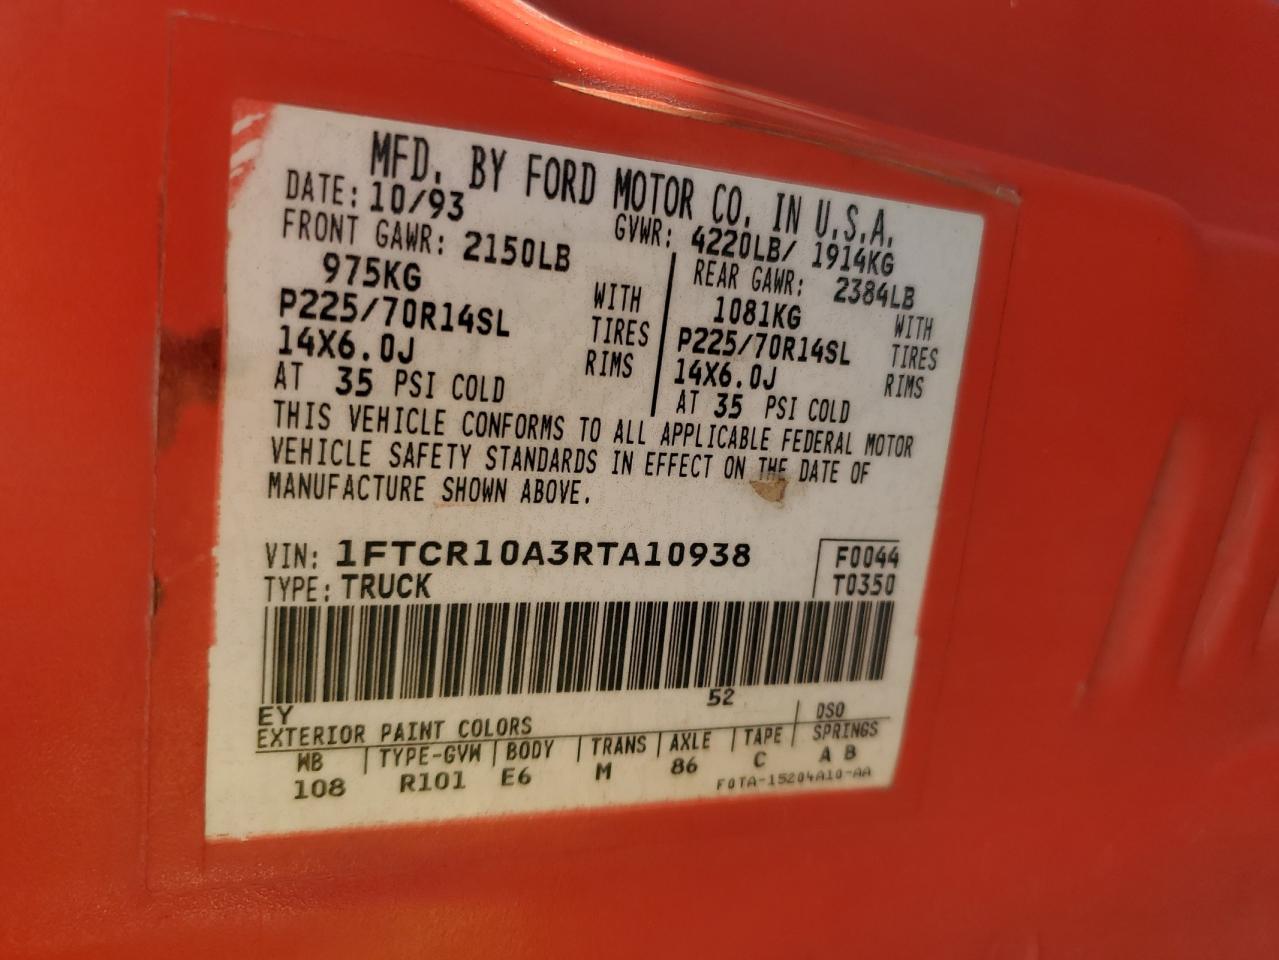 MFD. BY FORD MOTOR CO. IN U.S.A.
DATE: 10/93 GVWR: 4220LB/ 1914KG
FRONT GAWR: 2150LB REAR GAWR: 2384LB
975KG WITH 1081KG WITH
P225/70R14SL TIRES P225/70R14SL TIRES
14X6.0J RIMS 14X6.0J RIMS
AT 35 PSI COLD AT 35 PSI COLD
THIS VEHICLE CONFORMS TO ALL APPLICABLE FEDERAL MOTOR
VEHICLE SAFETY STANDARDS IN EFFECT ON THE DATE OF
MANUFACTURE SHOWN ABOVE.
VIN: 1FTCR10A3RTA10938 F0044
TYPE: TRUCK T0350
EY 52
EXTERIOR PAINT COLORS DSO
WB TYPE-GVW BODY TRANS AXLE TAPE SPRINGS
108 R101 E6 M 86 C A B
F0TA-15204A10-AA